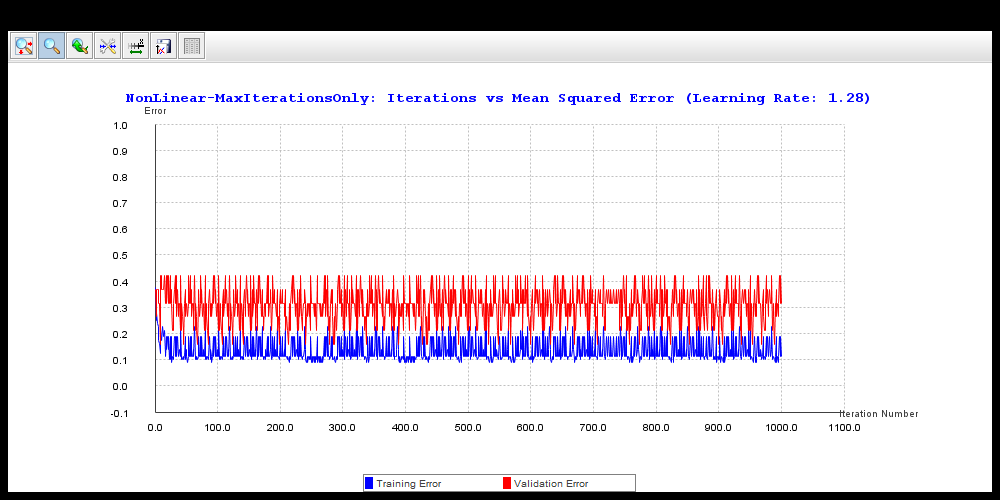 NonLinear-MaxIterationsOnly: Iterations vs Mean Squared Error (Learning Rate: 1.28)
Error
1.0
0.9
0.8
0.7
0.6
0.5
0.4
0.3
0.2
0.1
0.0
-0.1
Iteration Number
0.0 100.0 200.0 300.0 400.0 500.0 600.0 700.0 800.0 900.0 1000.0 1100.0
Training Error Validation Error